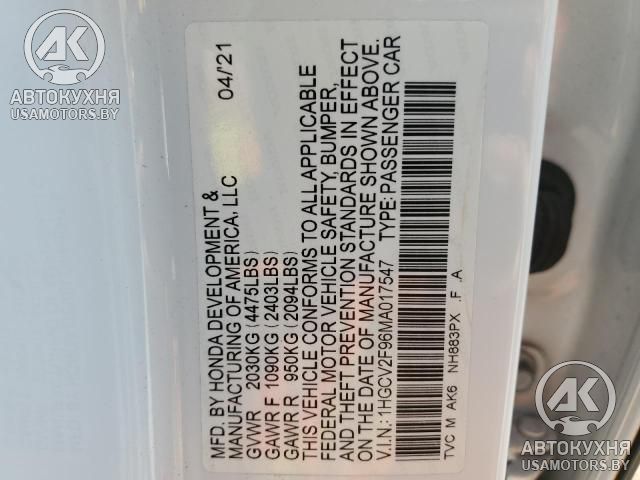 MFD. BY HONDA DEVELOPMENT &
MANUFACTURING OF AMERICA, LLC
04/'21
GVWR 2030KG (4475LBS)
GAWR F 1090KG (2403LBS)
GAWR R 950KG (2094LBS)
THIS VEHICLE CONFORMS TO ALL APPLICABLE
FEDERAL MOTOR VEHICLE SAFETY, BUMPER,
AND THEFT PREVENTION STANDARDS IN EFFECT
ON THE DATE OF MANUFACTURE SHOWN ABOVE.
V.I.N.: 1HGCV2F96MA017547 TYPE: PASSENGER CAR
TVC M AK6 NH883PX .F .A
АК
АВТОКУХНЯ
USAMOTORS.BY
АК
АВТОКУХНЯ
USAMOTORS.BY